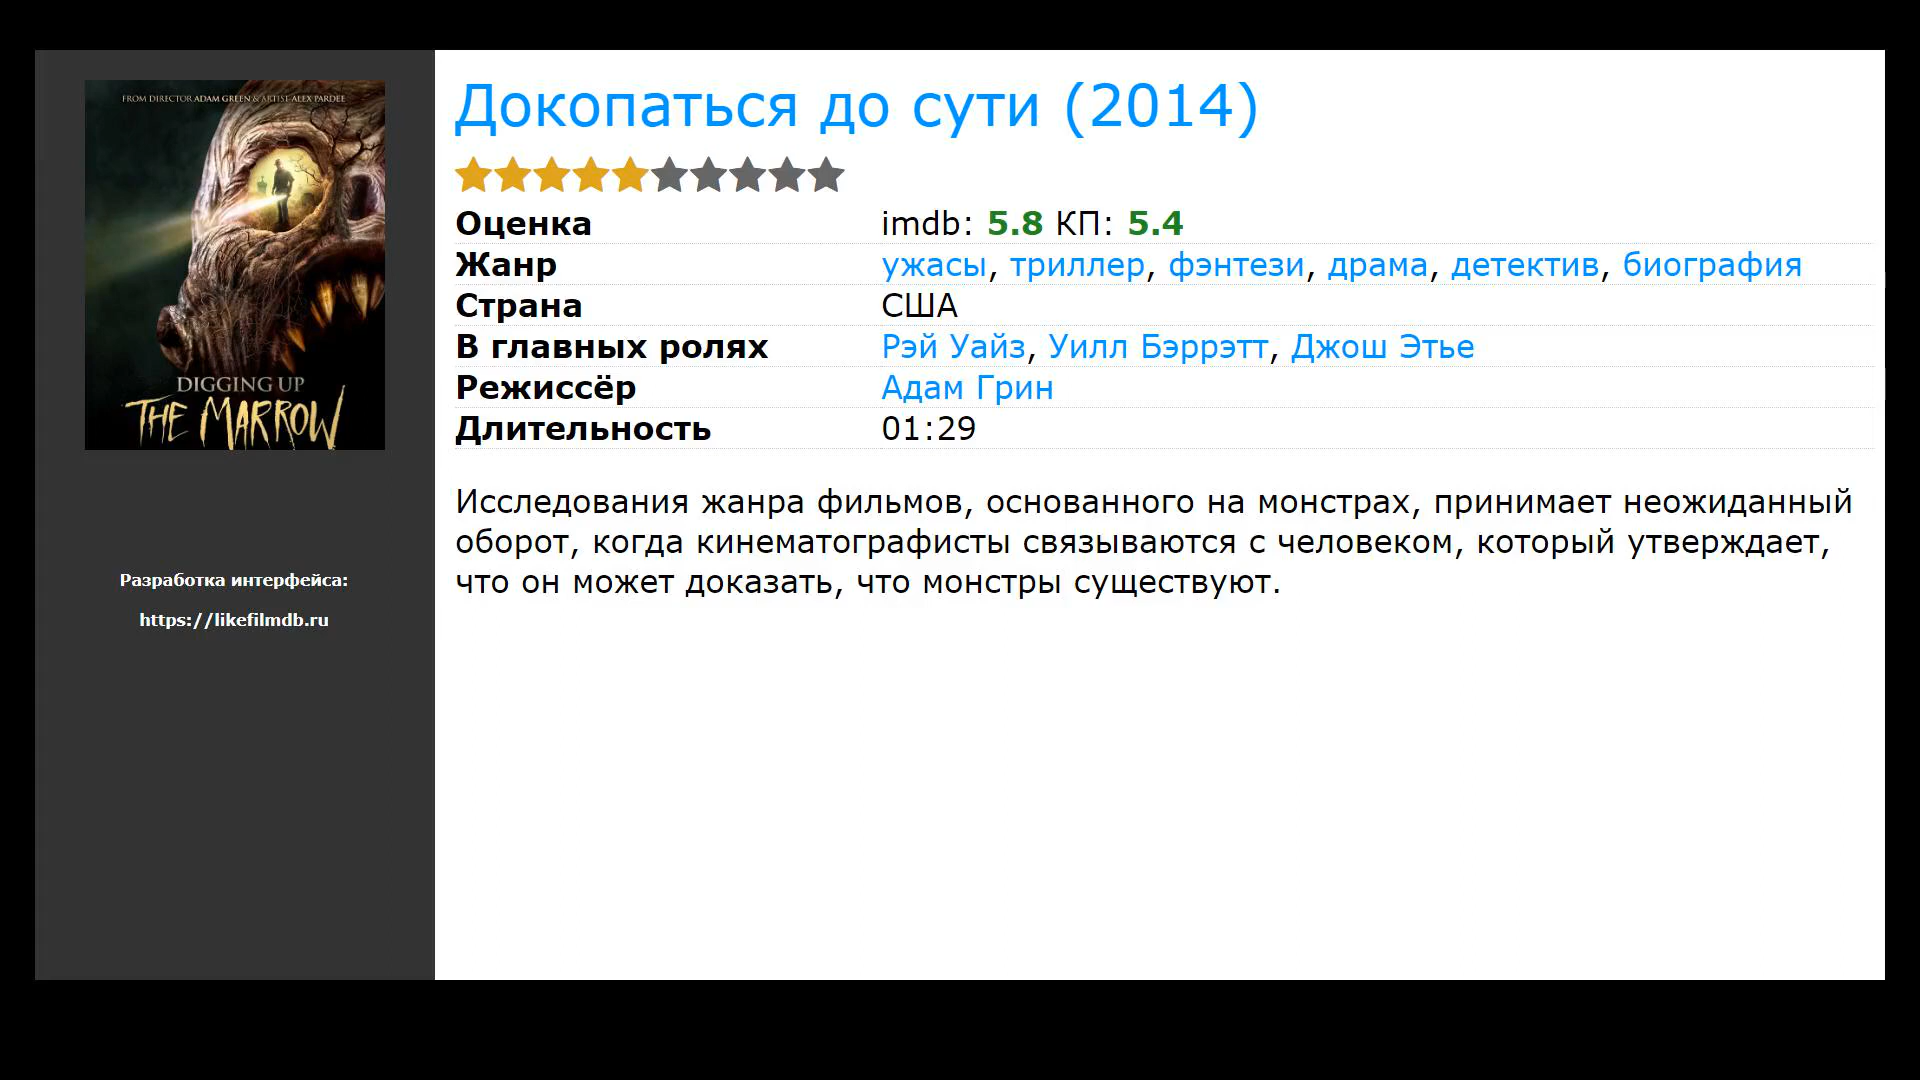 FROM DIRECTOR ADAM GREEN & ARTIST ALEX PARDEE
DIGGING UP
THE MARROW
Разработка интерфейса:
https://likefilmdb.ru
Докопаться до сути (2014)
Оценка imdb: 5.8 КП: 5.4
Жанр ужасы, триллер, фэнтези, драма, детектив, биография
Страна США
В главных ролях Рэй Уайз, Уилл Бэррэтт, Джош Этье
Режиссёр Адам Грин
Длительность 01:29
Исследования жанра фильмов, основанного на монстрах, принимает неожиданный
оборот, когда кинематографисты связываются с человеком, который утверждает,
что он может доказать, что монстры существуют.